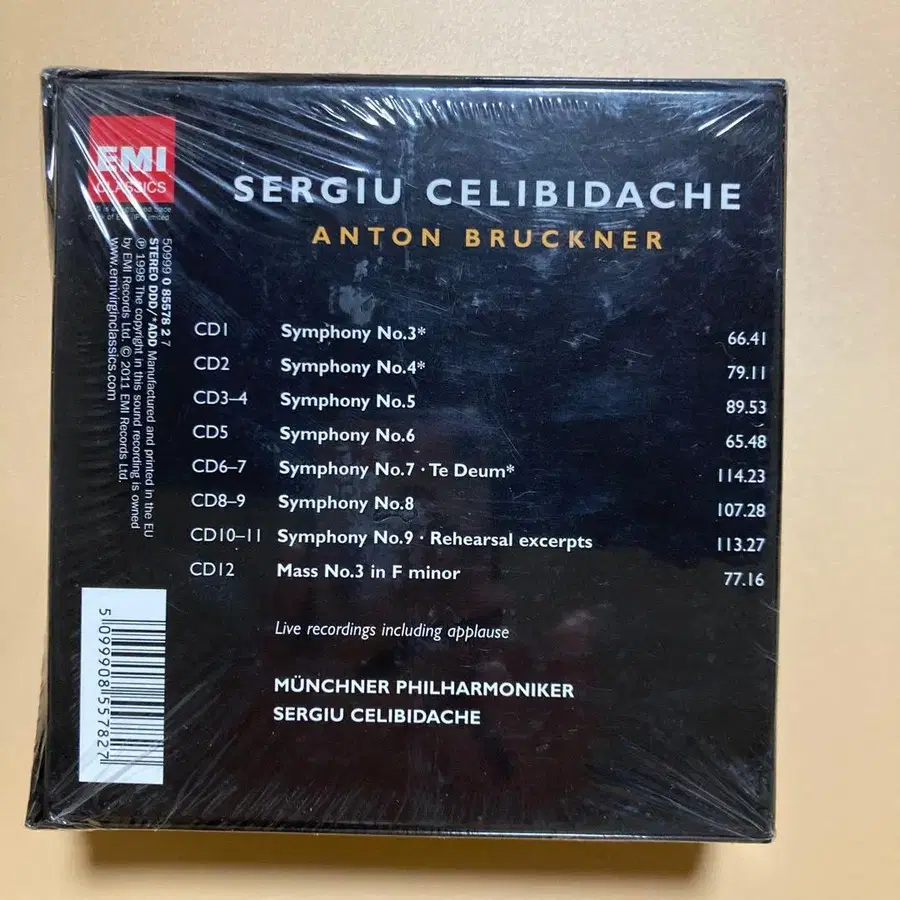 EMI
CLASSICS
SERGIU CELIBIDACHE
ANTON BRUCKNER
CD1 Symphony No.3* 66.41
CD2 Symphony No.4* 79.11
CD3–4 Symphony No.5 89.53
CD5 Symphony No.6 65.48
CD6–7 Symphony No.7 · Te Deum* 114.23
CD8–9 Symphony No.8 107.28
CD10–11 Symphony No.9 · Rehearsal excerpts 113.27
CD12 Mass No.3 in F minor 77.16
Live recordings including applause
MÜNCHNER PHILHARMONIKER
SERGIU CELIBIDACHE
50999 0 85578 2 7
STEREO DDD/*ADD Manufactured and printed in the EU
℗ 1998 The copyright in this sound recording is owned
by EMI Records Ltd. © 2011 EMI Records Ltd.
www.emivirginclassics.com
5 099908 557827